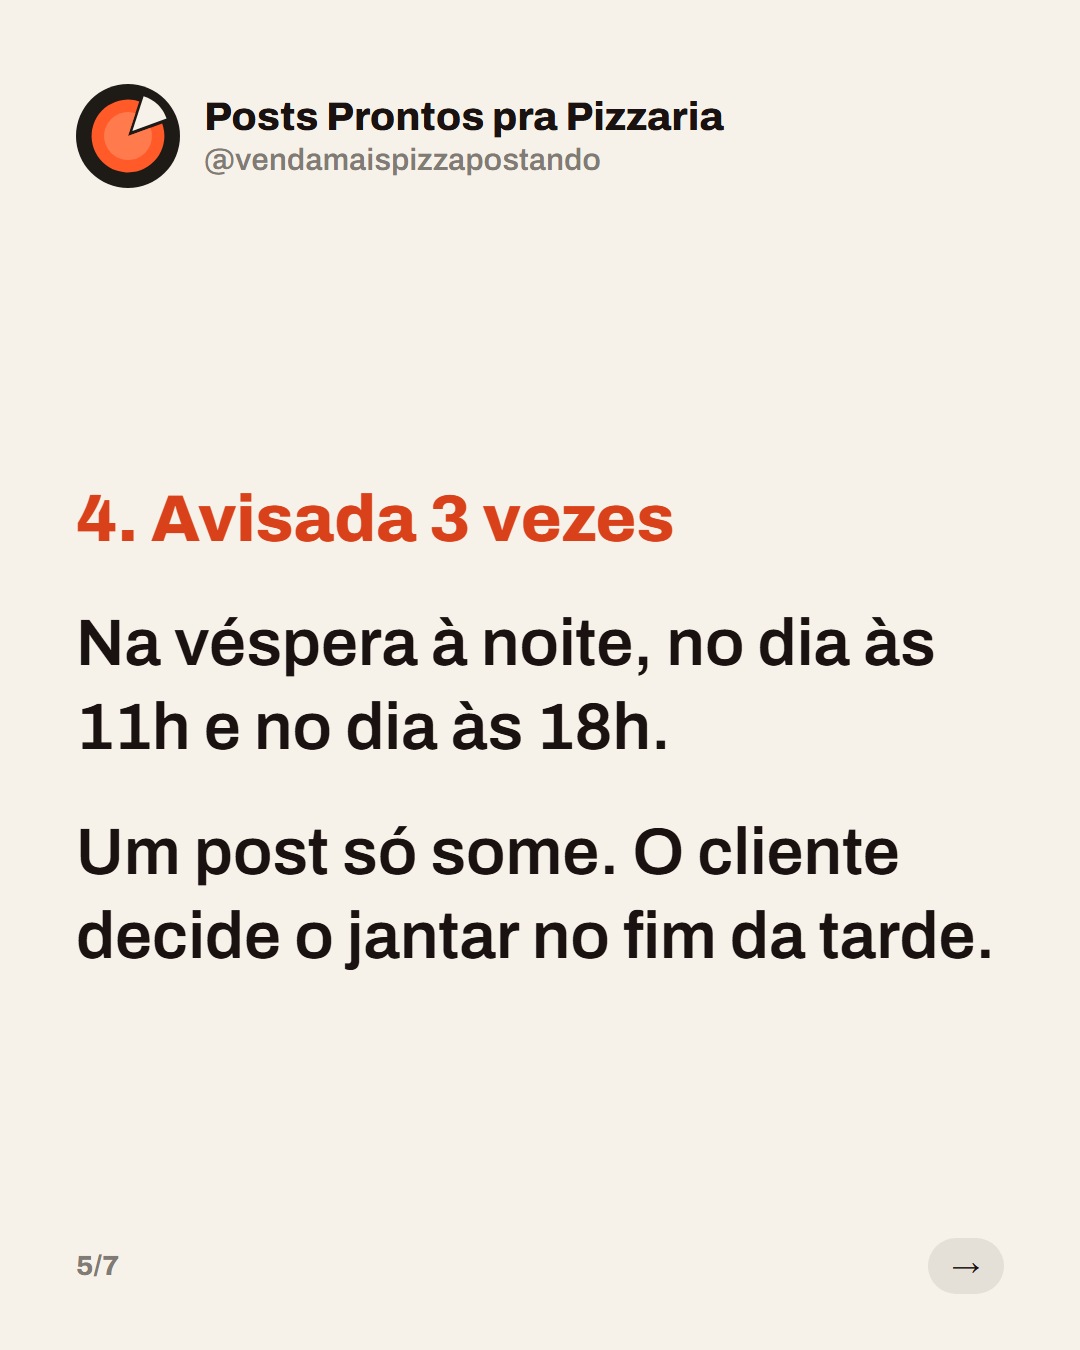 Posts Prontos pra Pizzaria
@vendamaispizzapostando
4. Avisada 3 vezes
Na véspera à noite, no dia às
11h e no dia às 18h.
Um post só some. O cliente
decide o jantar no fim da tarde.
5/7
→